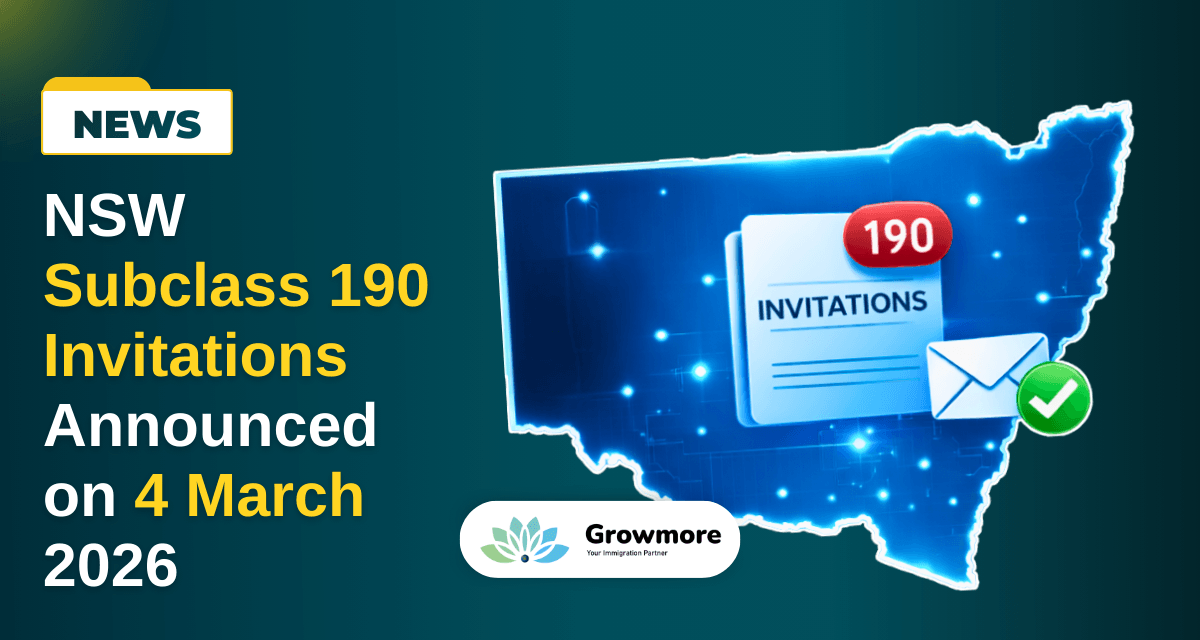 NEWS
NSW
Subclass 190
Invitations
Announced
on 4 March
2026
190
INVITATIONS
Growmore
Your Immigration Partner